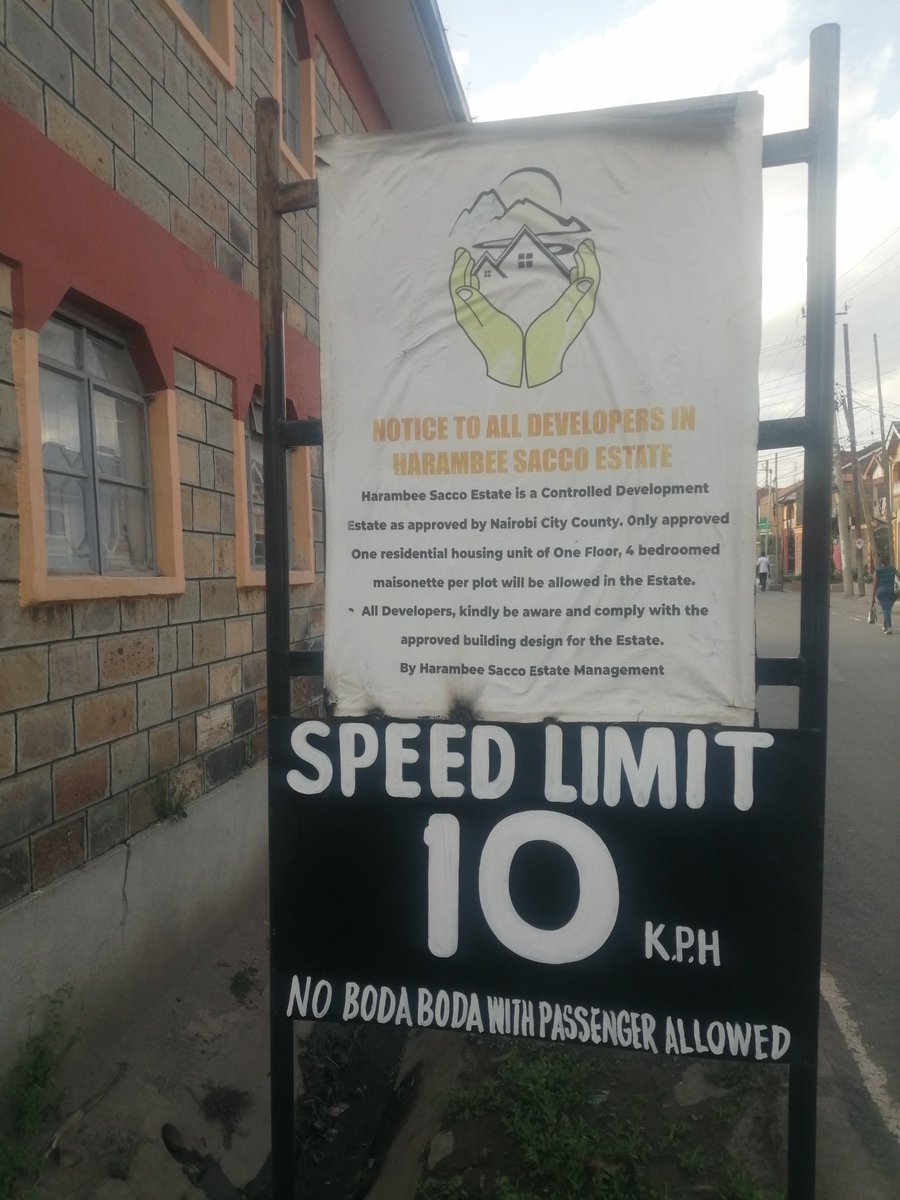 NOTICE TO ALL DEVELOPERS IN
HARAMBEE SACCO ESTATE
Harambee Sacco Estate is a Controlled Development
Estate as approved by Nairobi City County. Only approved
One residential housing unit of One Floor, 4 bedroomed
maisonette per plot will be allowed in the Estate.
All Developers, kindly be aware and comply with the
approved building design for the Estate.
By Harambee Sacco Estate Management
SPEED LIMIT
10
K.P.H
NO BODA BODA WITH PASSENGER ALLOWED